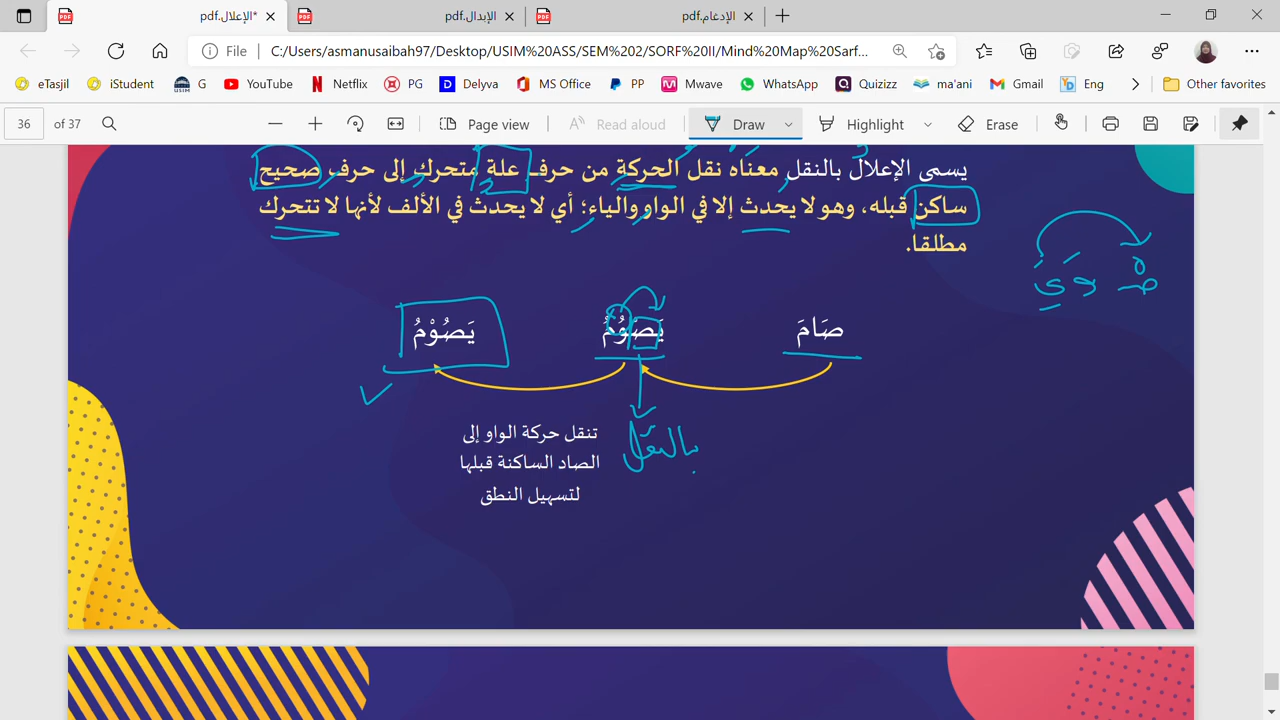 الإعلال.pdf*
الإبدال.pdf
الإدغام.pdf
File C:/Users/asmanusaibah97/Desktop/USIM%20ASS/SEM%202/SORF%20II/Mind%20Map%20Sarf...
eTasjil iStudent G YouTube Netflix PG Delyva MS Office PP Mwave WhatsApp Quizizz ma'ani Gmail Eng Other favorites
36 of 37 Page view Read aloud Draw Highlight Erase
يسمى الإعلال بالنقل معناه نقل الحركة من حرف علة متحرك إلى حرف صحيح
ساكن قبله، وهو لا يحدث إلا في الواو والياء؛ أي لا يحدث في الألف لأنها لا تتحرك
مطلقا.
صَامَ يَصْوُمُ يَصُوْمُ
تنقل حركة الواو إلى
الصاد الساكنة قبلها
لتسهيل النطق
بالنقل